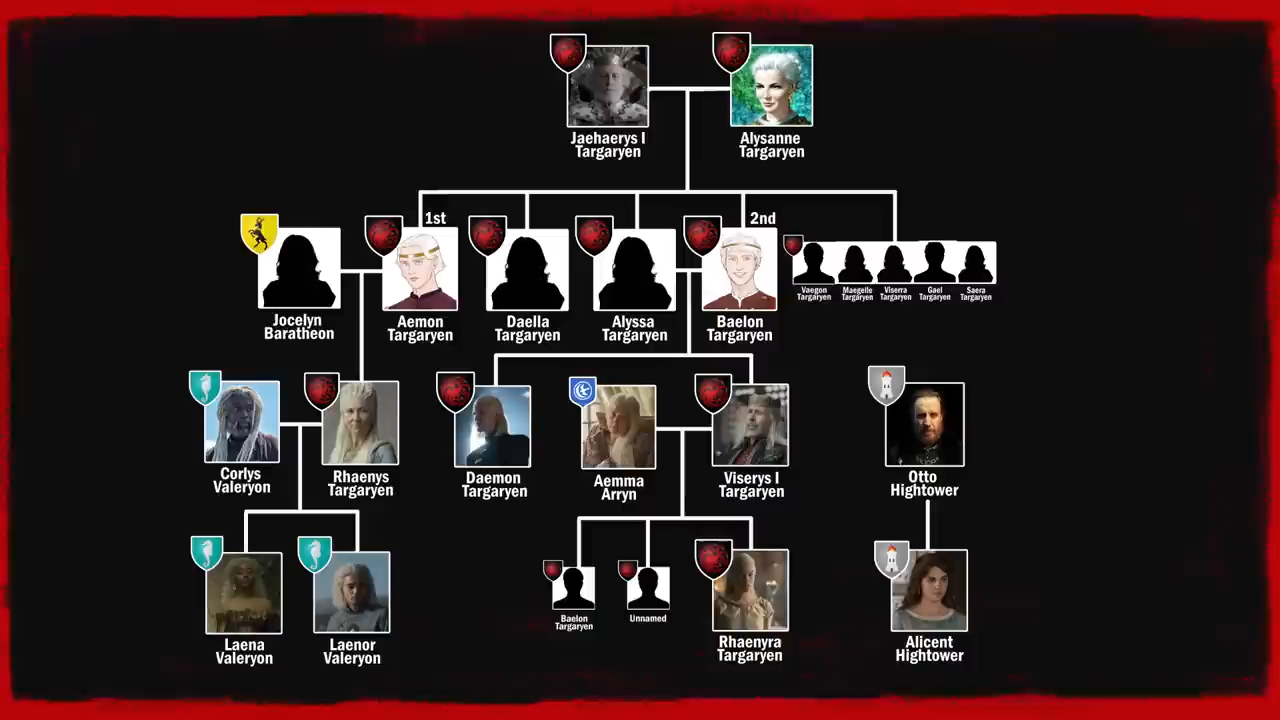 Jaehaerys I
Targaryen
Alysanne
Targaryen
1st
2nd
Jocelyn
Baratheon
Aemon
Targaryen
Daella
Targaryen
Alyssa
Targaryen
Baelon
Targaryen
Vaegon
Targaryen
Maegelle
Targaryen
Viserra
Targaryen
Gael
Targaryen
Saera
Targaryen
Corlys
Valeryon
Rhaenys
Targaryen
Daemon
Targaryen
Aemma
Arryn
Viserys I
Targaryen
Otto
Hightower
Laena
Valeryon
Laenor
Valeryon
Baelon
Targaryen
Unnamed
Rhaenyra
Targaryen
Alicent
Hightower